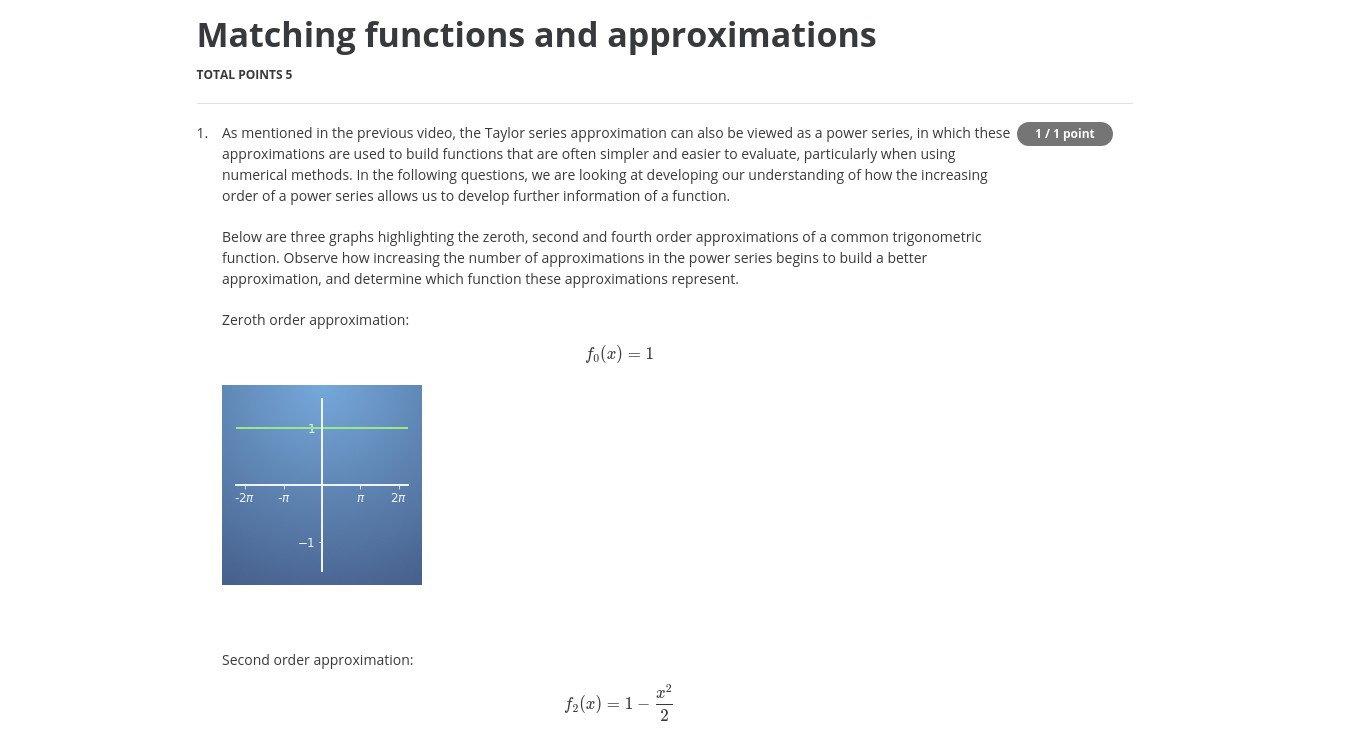 Matching functions and approximations
TOTAL POINTS 5
1. As mentioned in the previous video, the Taylor series approximation can also be viewed as a power series, in which these 1 / 1 point
approximations are used to build functions that are often simpler and easier to evaluate, particularly when using
numerical methods. In the following questions, we are looking at developing our understanding of how the increasing
order of a power series allows us to develop further information of a function.
Below are three graphs highlighting the zeroth, second and fourth order approximations of a common trigonometric
function. Observe how increasing the number of approximations in the power series begins to build a better
approximation, and determine which function these approximations represent.
Zeroth order approximation:
f₀(x) = 1
1
-2π -π π 2π
−1
Second order approximation:
f₂(x) = 1 − x²/2